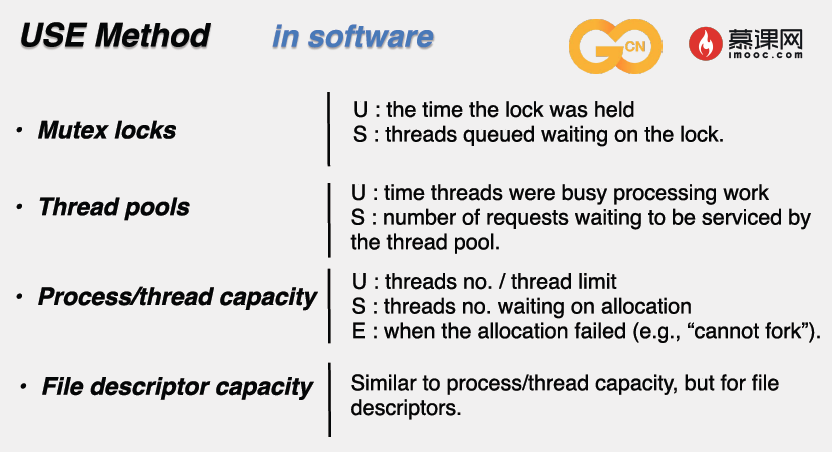 USE Method in software
GO CN
慕课网
imooc.com
· Mutex locks
U : the time the lock was held
S : threads queued waiting on the lock.
· Thread pools
U : time threads were busy processing work
S : number of requests waiting to be serviced by
the thread pool.
· Process/thread capacity
U : threads no. / thread limit
S : threads no. waiting on allocation
E : when the allocation failed (e.g., “cannot fork”).
· File descriptor capacity
Similar to process/thread capacity, but for file
descriptors.